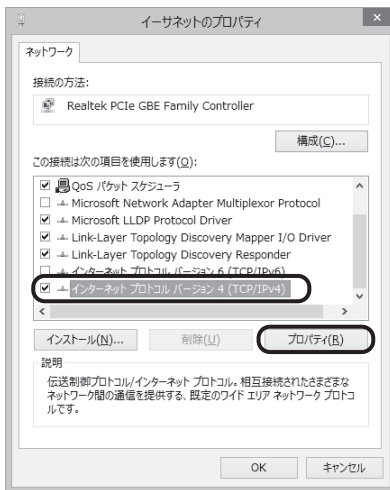 イーサネットのプロパティ
ネットワーク
接続の方法:
Realtek PCIe GBE Family Controller
構成(C)...
この接続は次の項目を使用します(O):
QoS パケット スケジューラ
Microsoft Network Adapter Multiplexor Protocol
Microsoft LLDP Protocol Driver
Link-Layer Topology Discovery Mapper I/O Driver
Link-Layer Topology Discovery Responder
インターネット プロトコル バージョン 6 (TCP/IPv6)
インターネット プロトコル バージョン 4 (TCP/IPv4)
インストール(N)... 削除(U) プロパティ(R)
説明
伝送制御プロトコル/インターネット プロトコル。相互接続されたさまざまな
ネットワーク間の通信を提供する、既定のワイド エリア ネットワーク プロトコ
ルです。
OK キャンセル